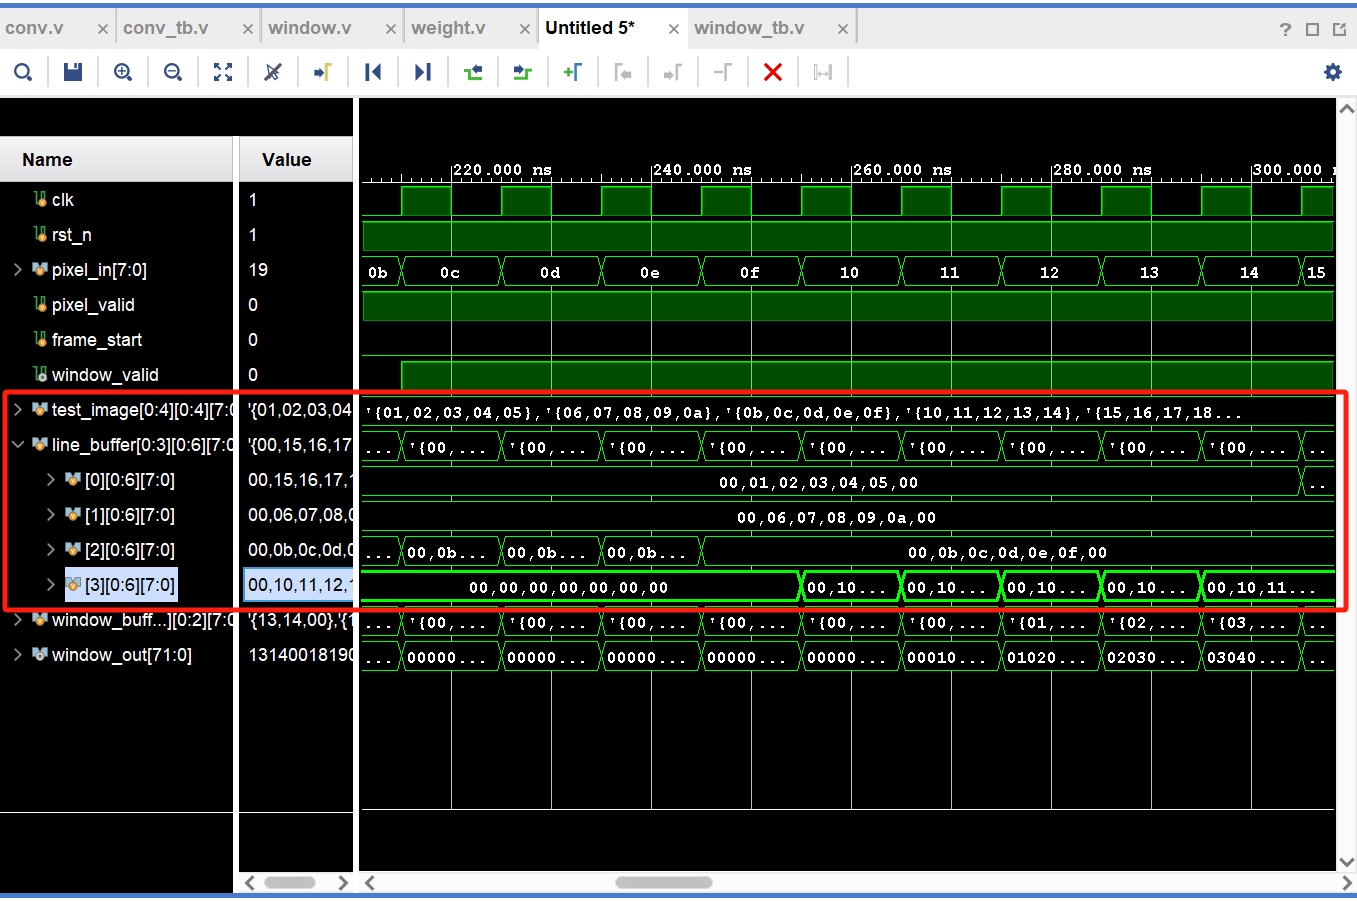 conv.v × conv_tb.v × window.v × weight.v × Untitled 5* × window_tb.v × ?
Name Value 220.000 ns 240.000 ns 260.000 ns 280.000 ns 300.000
clk 1
rst_n 1
pixel_in[7:0] 19 0b 0c 0d 0e 0f 10 11 12 13 14 15
pixel_valid 0
frame_start 0
window_valid 0
test_image[0:4][0:4][7:0 '{01,02,03,04 '{01,02,03,04,05},'{06,07,08,09,0a},'{0b,0c,0d,0e,0f},'{10,11,12,13,14},'{15,16,17,18...
line_buffer[0:3][0:6][7:0 '{00,15,16,17 ... '{00,... '{00,... '{00,... '{00,... '{00,... '{00,... '{00,... '{00,... '{00,... ..
[0][0:6][7:0] 00,15,16,17,1 00,01,02,03,04,05,00 ..
[1][0:6][7:0] 00,06,07,08,0 00,06,07,08,09,0a,00
[2][0:6][7:0] 00,0b,0c,0d,0 ... 00,0b... 00,0b... 00,0b... 00,0b,0c,0d,0e,0f,00
[3][0:6][7:0] 00,10,11,12,1 00,00,00,00,00,00,00 00,10... 00,10... 00,10... 00,10... 00,10,11...
window_buff...][0:2][7:0 '{13,14,00},'{1 ... '{00,... '{00,... '{00,... '{00,... '{00,... '{00,... '{01,... '{02,... '{03,... ..
window_out[71:0] 1314001819 ... 00000... 00000... 00000... 00000... 00000... 00010... 01020... 02030... 03040... ..